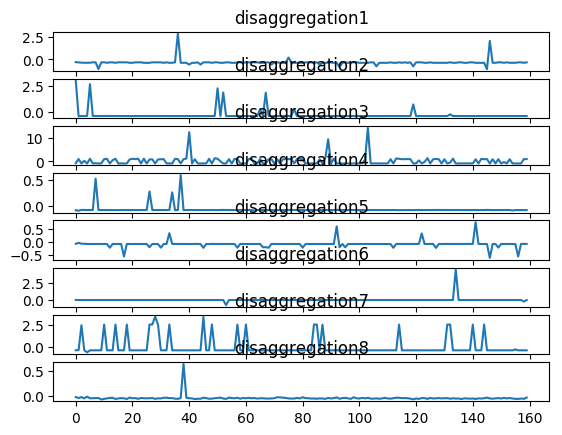 disaggregation1
2.5
0.0
disaggregation2
2.5
0.0
disaggregation3
10
0
disaggregation4
0.5
0.0
disaggregation5
0.5
0.0
−0.5
disaggregation6
2.5
0.0
disaggregation7
2.5
0.0
disaggregation8
0.5
0.0
0 20 40 60 80 100 120 140 160